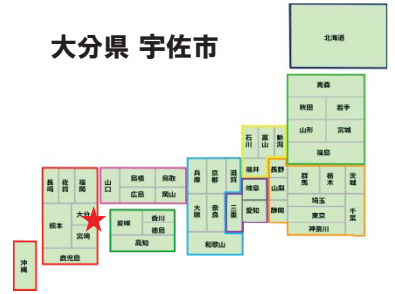 大分県 宇佐市
北海道
青森
秋田 岩手
山形 宮城
福島
石川 富山 新潟
福井 長野
岐阜 山梨
愛知 静岡
群馬 栃木 茨城
埼玉
東京
神奈川
千葉
兵庫 京都 滋賀
大阪 奈良 三重
和歌山
山口 島根 鳥取
広島 岡山
愛媛 香川
徳島
高知
長崎 佐賀 福岡
熊本 大分
宮崎
鹿児島
沖縄